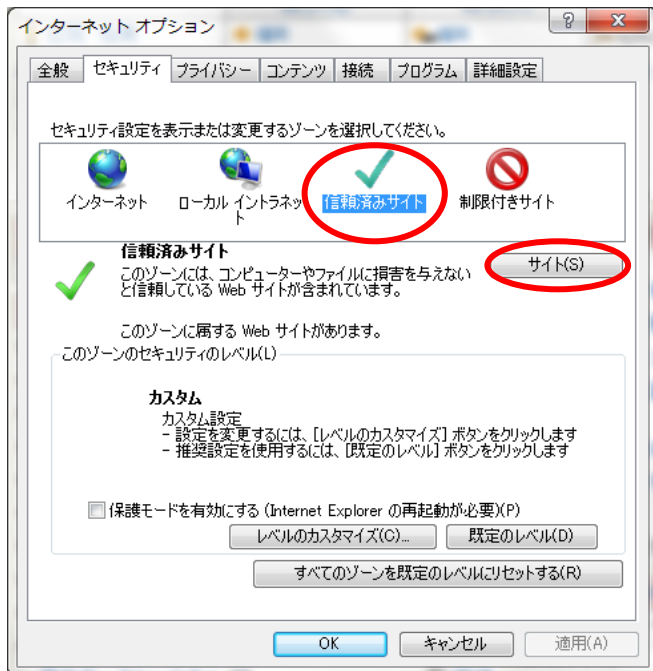 インターネット オプション
全般 セキュリティ プライバシー コンテンツ 接続 プログラム 詳細設定
セキュリティ設定を表示または変更するゾーンを選択してください。
インターネット ローカル イントラネッ 信頼済みサイト 制限付きサイト
ト
信頼済みサイト
サイト(S)
このゾーンには、コンピューターやファイルに損害を与えない
と信頼している Web サイトが含まれています。
このゾーンに属する Web サイトがあります。
このゾーンのセキュリティのレベル(L)
カスタム
カスタム設定
- 設定を変更するには、[レベルのカスタマイズ] ボタンをクリックします
- 推奨設定を使用するには、[既定のレベル] ボタンをクリックします
保護モードを有効にする (Internet Explorer の再起動が必要)(P)
レベルのカスタマイズ(C)... 既定のレベル(D)
すべてのゾーンを既定のレベルにリセットする(R)
OK キャンセル 適用(A)